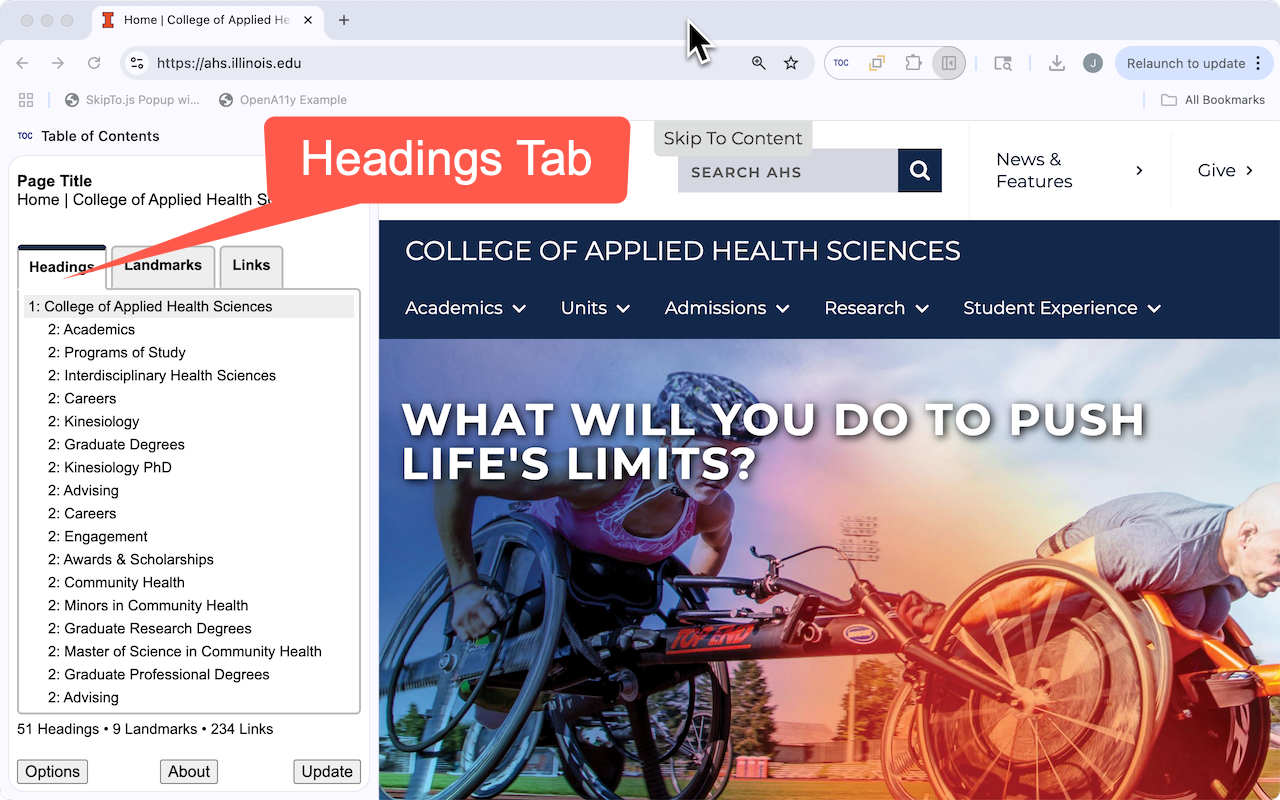 Home | College of Applied He
https://ahs.illinois.edu
TOC
J
Relaunch to update
SkipTo.js Popup wi...
OpenA11y Example
All Bookmarks
TOC Table of Contents
Headings Tab
Page Title
Home | College of Applied Health S
Headings
Landmarks
Links
1: College of Applied Health Sciences
2: Academics
2: Programs of Study
2: Interdisciplinary Health Sciences
2: Careers
2: Kinesiology
2: Graduate Degrees
2: Kinesiology PhD
2: Advising
2: Careers
2: Engagement
2: Awards & Scholarships
2: Community Health
2: Minors in Community Health
2: Graduate Research Degrees
2: Master of Science in Community Health
2: Graduate Professional Degrees
2: Advising
51 Headings • 9 Landmarks • 234 Links
Options
About
Update
Skip To Content
SEARCH AHS
News &
Features
Give
COLLEGE OF APPLIED HEALTH SCIENCES
Academics
Units
Admissions
Research
Student Experience
WHAT WILL YOU DO TO PUSH
LIFE'S LIMITS?
TOP END